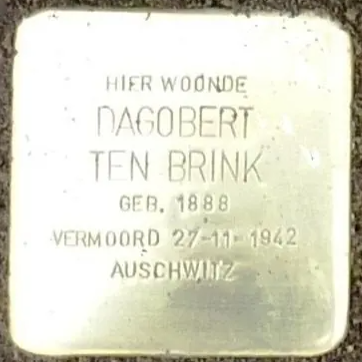 HIER WOONDE
DAGOBERT
TEN BRINK
GEB. 1888
VERMOORD 27-11-1942
AUSCHWITZ